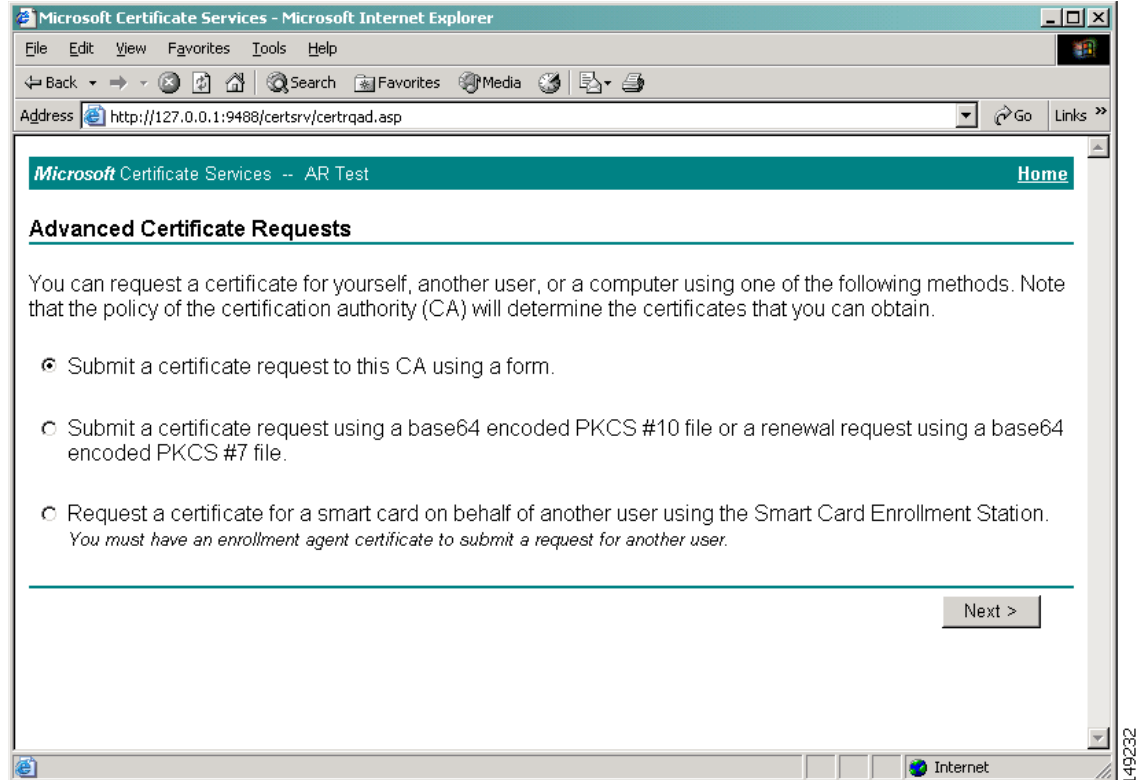 Microsoft Certificate Services - Microsoft Internet Explorer
File Edit View Favorites Tools Help
Back Search Favorites Media
Address http://127.0.0.1:9488/certsrv/certrqad.asp Go Links »
Microsoft Certificate Services -- AR Test Home
Advanced Certificate Requests
You can request a certificate for yourself, another user, or a computer using one of the following methods. Note
that the policy of the certification authority (CA) will determine the certificates that you can obtain.
Submit a certificate request to this CA using a form.
Submit a certificate request using a base64 encoded PKCS #10 file or a renewal request using a base64
encoded PKCS #7 file.
Request a certificate for a smart card on behalf of another user using the Smart Card Enrollment Station.
You must have an enrollment agent certificate to submit a request for another user.
Next >
Internet
149232